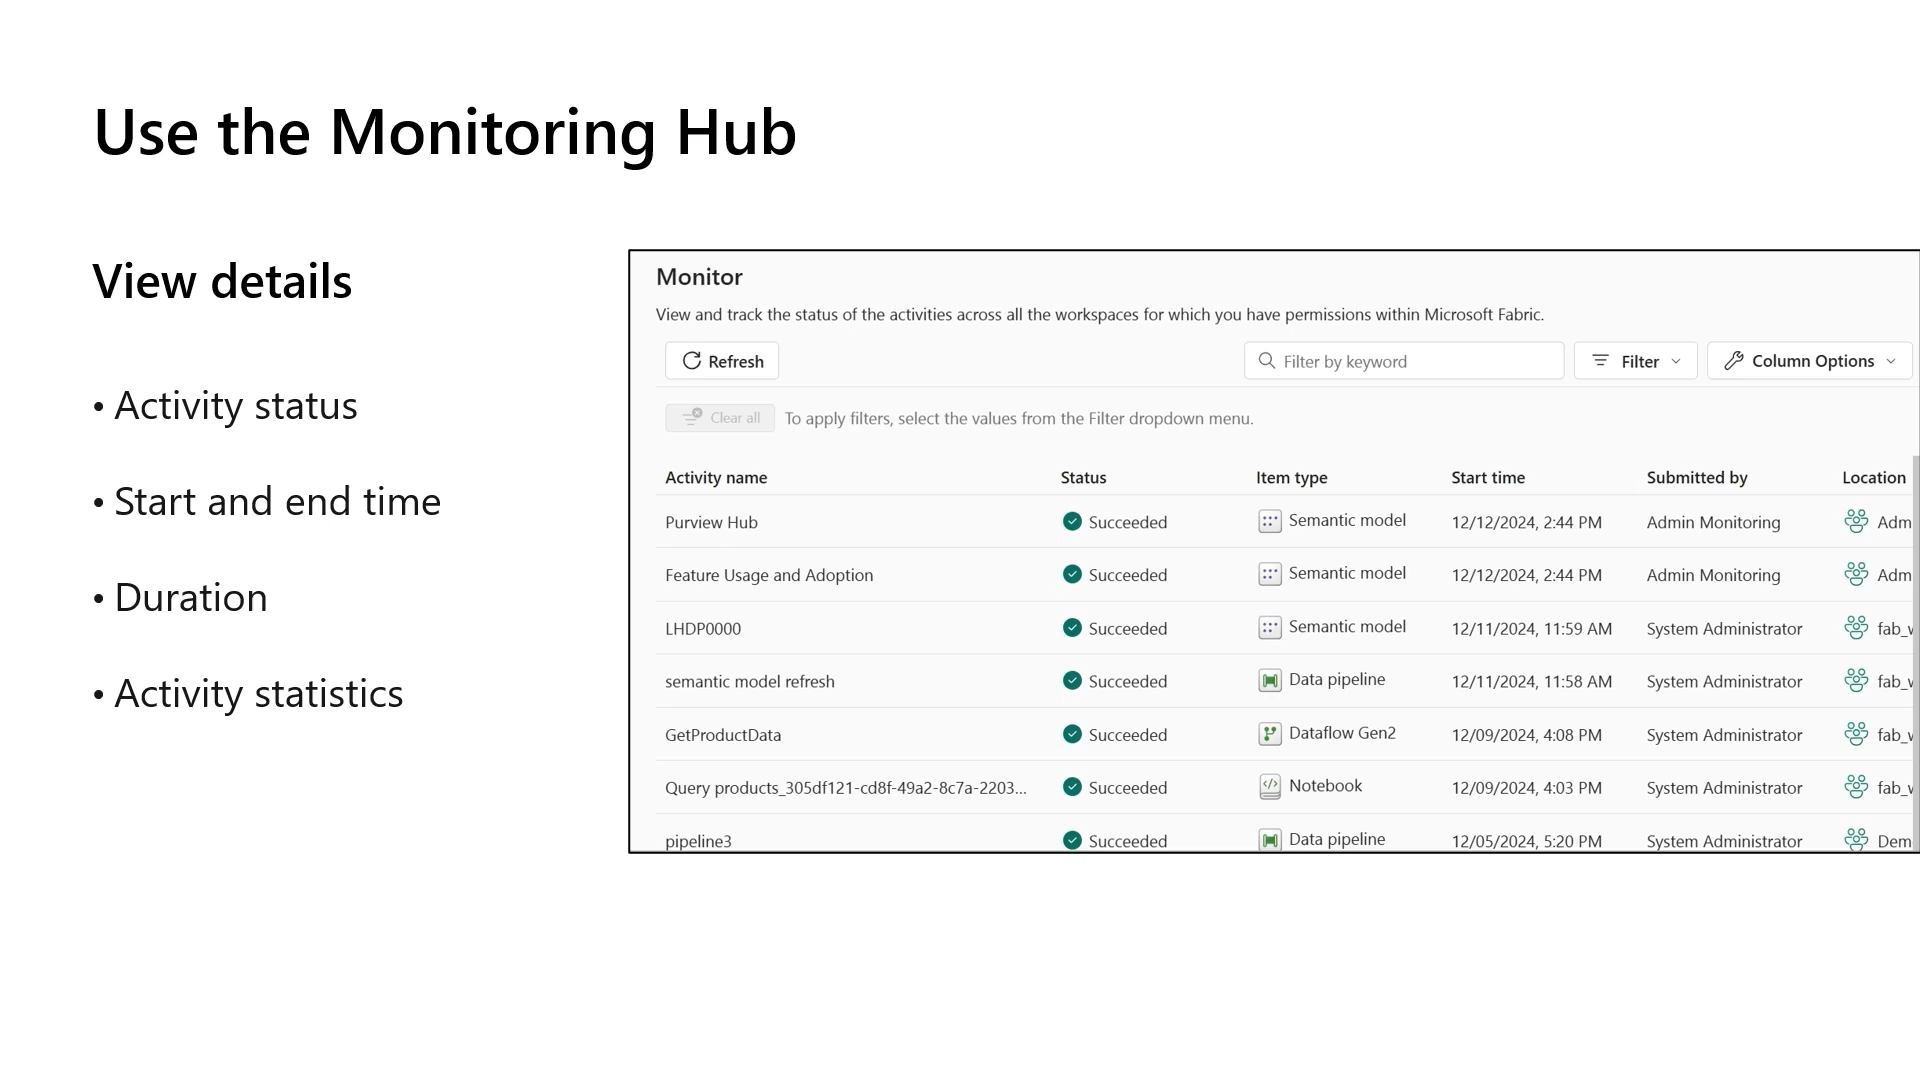 Use the Monitoring Hub
View details
• Activity status
• Start and end time
• Duration
• Activity statistics
Monitor
View and track the status of the activities across all the workspaces for which you have permissions within Microsoft Fabric.
Refresh Filter by keyword Filter Column Options
Clear all To apply filters, select the values from the Filter dropdown menu.
Activity name Status Item type Start time Submitted by Location
Purview Hub Succeeded Semantic model 12/12/2024, 2:44 PM Admin Monitoring Adm
Feature Usage and Adoption Succeeded Semantic model 12/12/2024, 2:44 PM Admin Monitoring Adm
LHDP0000 Succeeded Semantic model 12/11/2024, 11:59 AM System Administrator fab_
semantic model refresh Succeeded Data pipeline 12/11/2024, 11:58 AM System Administrator fab_
GetProductData Succeeded Dataflow Gen2 12/09/2024, 4:08 PM System Administrator fab_
Query products_305df121-cd8f-49a2-8c7a-2203... Succeeded Notebook 12/09/2024, 4:03 PM System Administrator fab_
pipeline3 Succeeded Data pipeline 12/05/2024, 5:20 PM System Administrator Dem